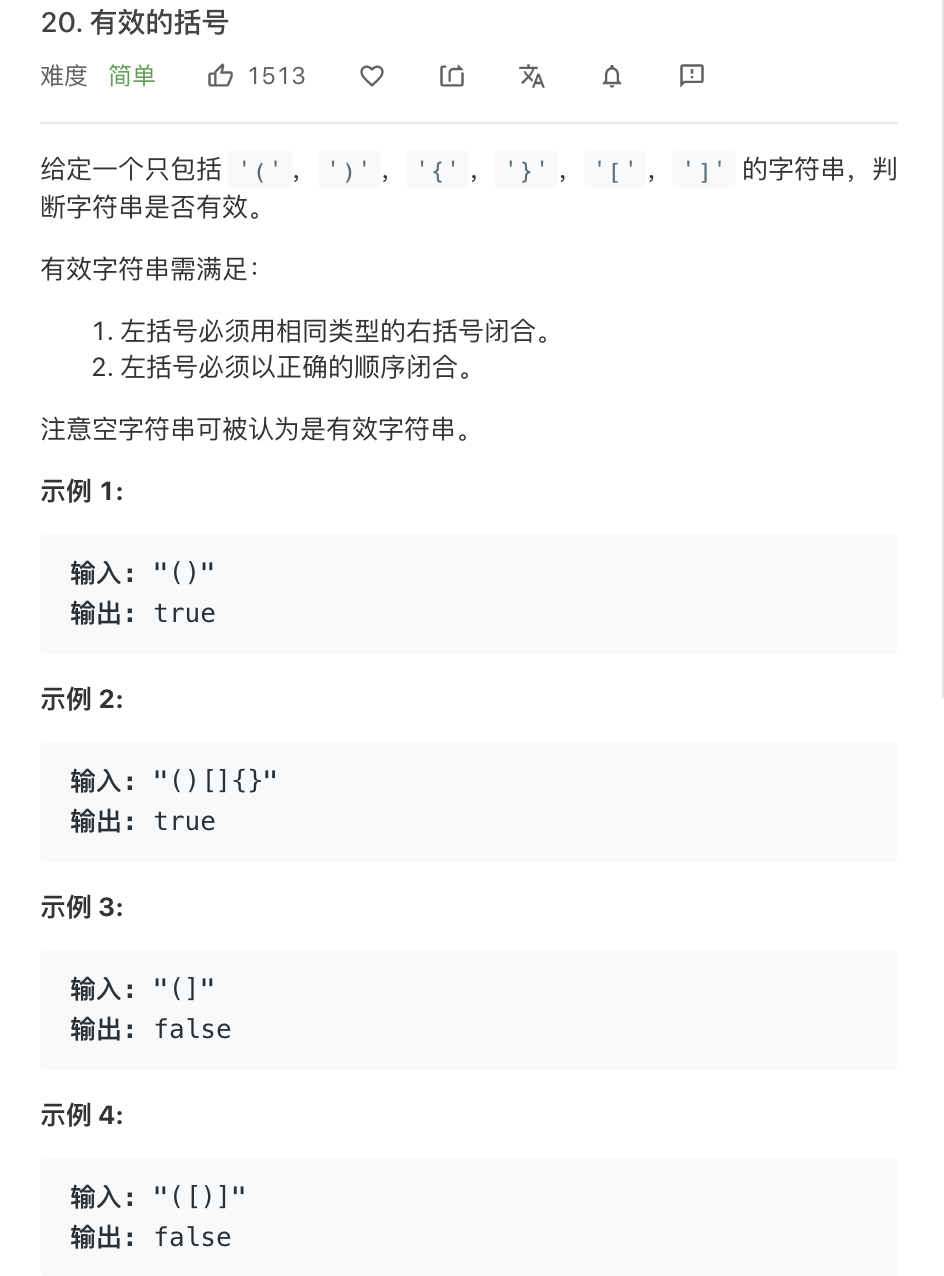 20. 有效的括号
难度 简单 1513
给定一个只包括 '(', ')', '{', '}', '[', ']' 的字符串，判
断字符串是否有效。
有效字符串需满足：
1. 左括号必须用相同类型的右括号闭合。
2. 左括号必须以正确的顺序闭合。
注意空字符串可被认为是有效字符串。
示例 1:
输入: "()"
输出: true
示例 2:
输入: "()[]{}"
输出: true
示例 3:
输入: "(]"
输出: false
示例 4:
输入: "([)]"
输出: false